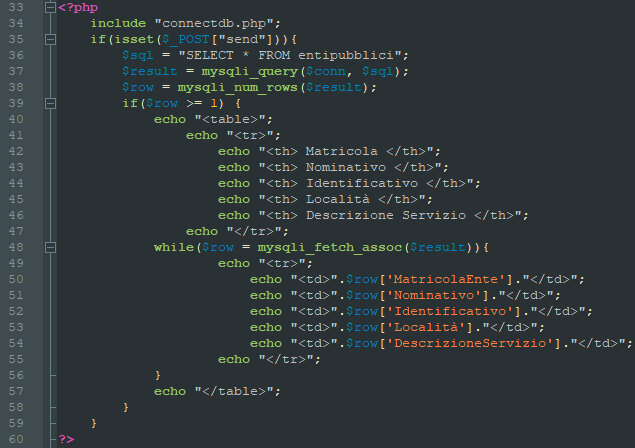 33 <?php
34 include "connectdb.php";
35 if(isset($_POST["send"])){
36 $sql = "SELECT * FROM entipubblici";
37 $result = mysqli_query($conn, $sql);
38 $row = mysqli_num_rows($result);
39 if($row >= 1) {
40 echo "<table>";
41 echo "<tr>";
42 echo "<th> Matricola </th>";
43 echo "<th> Nominativo </th>";
44 echo "<th> Identificativo </th>";
45 echo "<th> Località </th>";
46 echo "<th> Descrizione Servizio </th>";
47 echo "</tr>";
48 while($row = mysqli_fetch_assoc($result)){
49 echo "<tr>";
50 echo "<td>".$row['MatricolaEnte']."</td>";
51 echo "<td>".$row['Nominativo']."</td>";
52 echo "<td>".$row['Identificativo']."</td>";
53 echo "<td>".$row['Località']."</td>";
54 echo "<td>".$row['DescrizioneServizio']."</td>";
55 echo "</tr>";
56 }
57 echo "</table>";
58 }
59 }
60 ?>